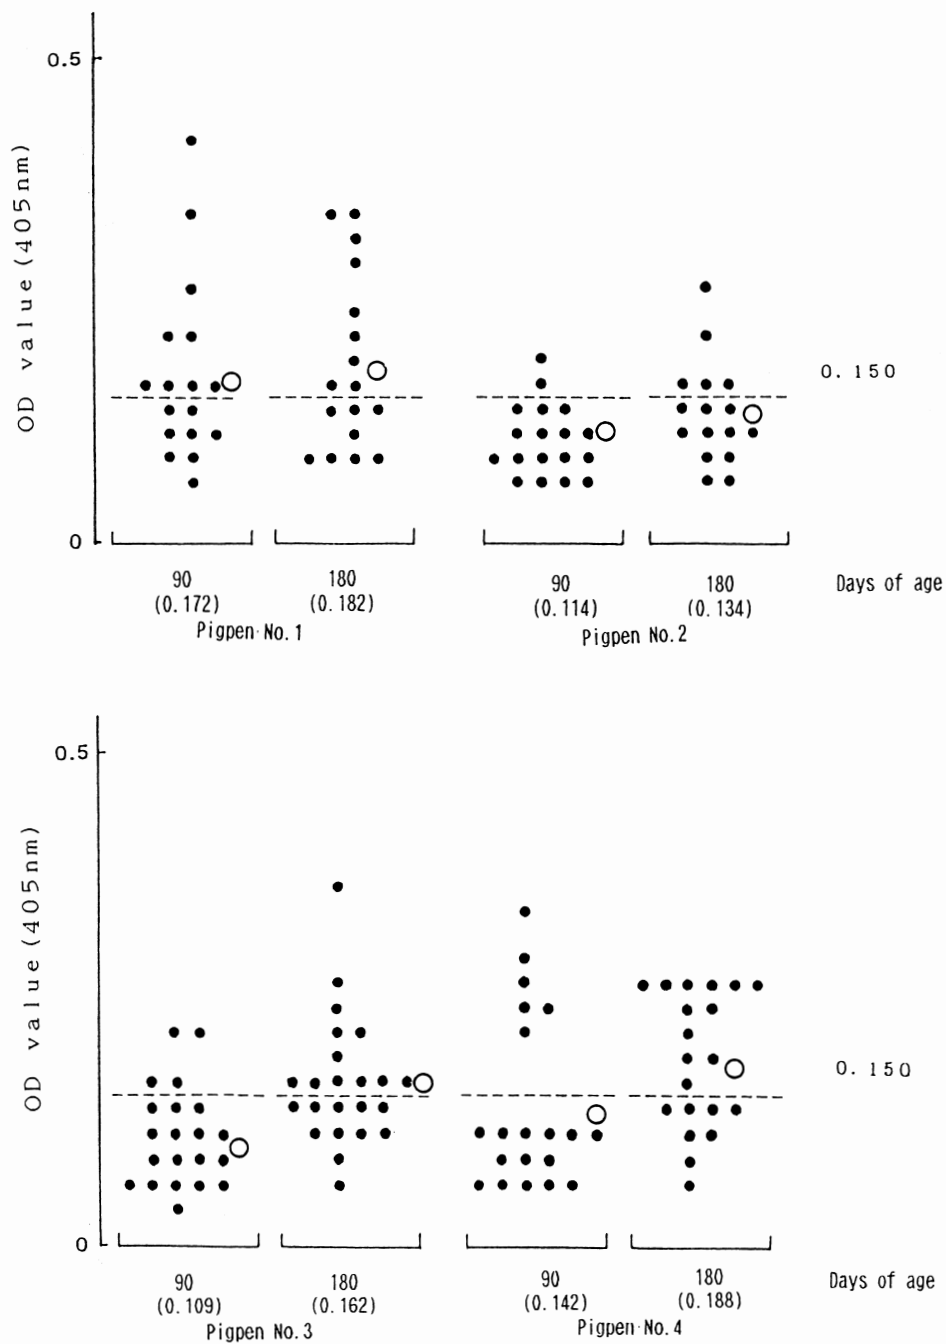 0.5
OD value (405nm)
0.150
0
90 180 90 180 Days of age
(0.172) (0.182) (0.114) (0.134)
Pigpen No.1 Pigpen No.2
0.5
OD value (405nm)
0.150
0
90 180 90 180 Days of age
(0.109) (0.162) (0.142) (0.188)
Pigpen No.3 Pigpen No.4